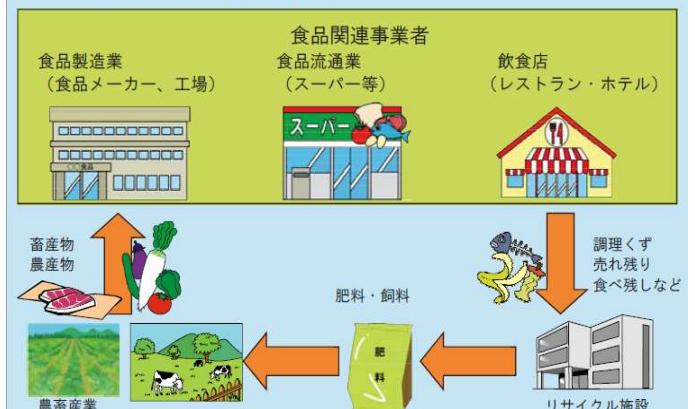 食品関連事業者
食品製造業
（食品メーカー、工場）
食品流通業
（スーパー等）
飲食店
（レストラン・ホテル）
〇〇食品
スーパー
畜産物
農産物
調理くず
売れ残り
食べ残しなど
肥料・飼料
肥
料
農畜産業
リサイクル施設